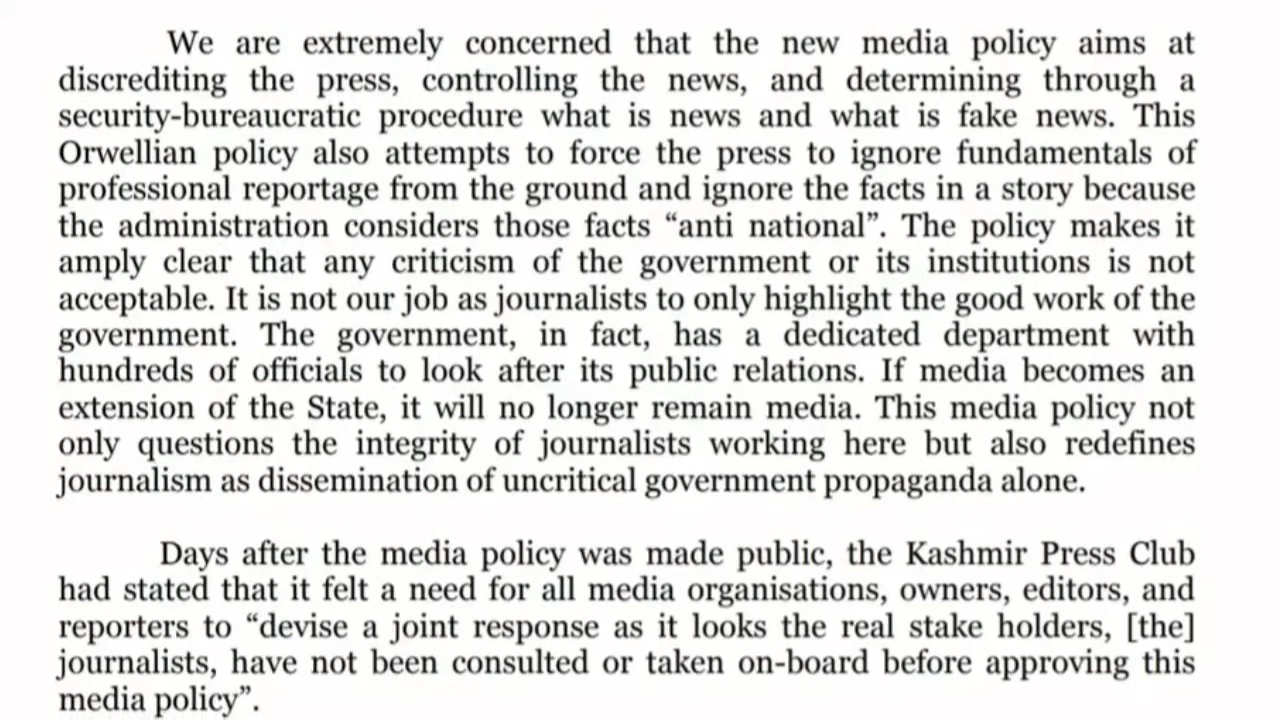 We are extremely concerned that the new media policy aims at
discrediting the press, controlling the news, and determining through a
security-bureaucratic procedure what is news and what is fake news. This
Orwellian policy also attempts to force the press to ignore fundamentals of
professional reportage from the ground and ignore the facts in a story because
the administration considers those facts “anti national”. The policy makes it
amply clear that any criticism of the government or its institutions is not
acceptable. It is not our job as journalists to only highlight the good work of the
government. The government, in fact, has a dedicated department with
hundreds of officials to look after its public relations. If media becomes an
extension of the State, it will no longer remain media. This media policy not
only questions the integrity of journalists working here but also redefines
journalism as dissemination of uncritical government propaganda alone.
Days after the media policy was made public, the Kashmir Press Club
had stated that it felt a need for all media organisations, owners, editors, and
reporters to “devise a joint response as it looks the real stake holders, [the]
journalists, have not been consulted or taken on-board before approving this
media policy”.